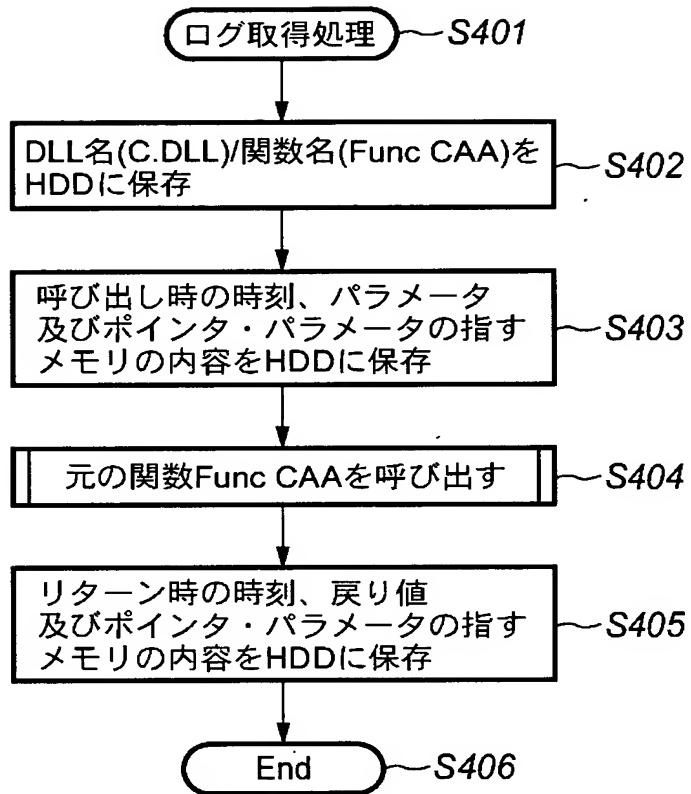 ログ取得処理 S401
DLL名(C.DLL)/関数名(Func CAA)を
HDDに保存
S402
呼び出し時の時刻、パラメータ
及びポインタ・パラメータの指す
メモリの内容をHDDに保存
S403
元の関数Func CAAを呼び出す S404
リターン時の時刻、戻り値
及びポインタ・パラメータの指す
メモリの内容をHDDに保存
S405
End S406